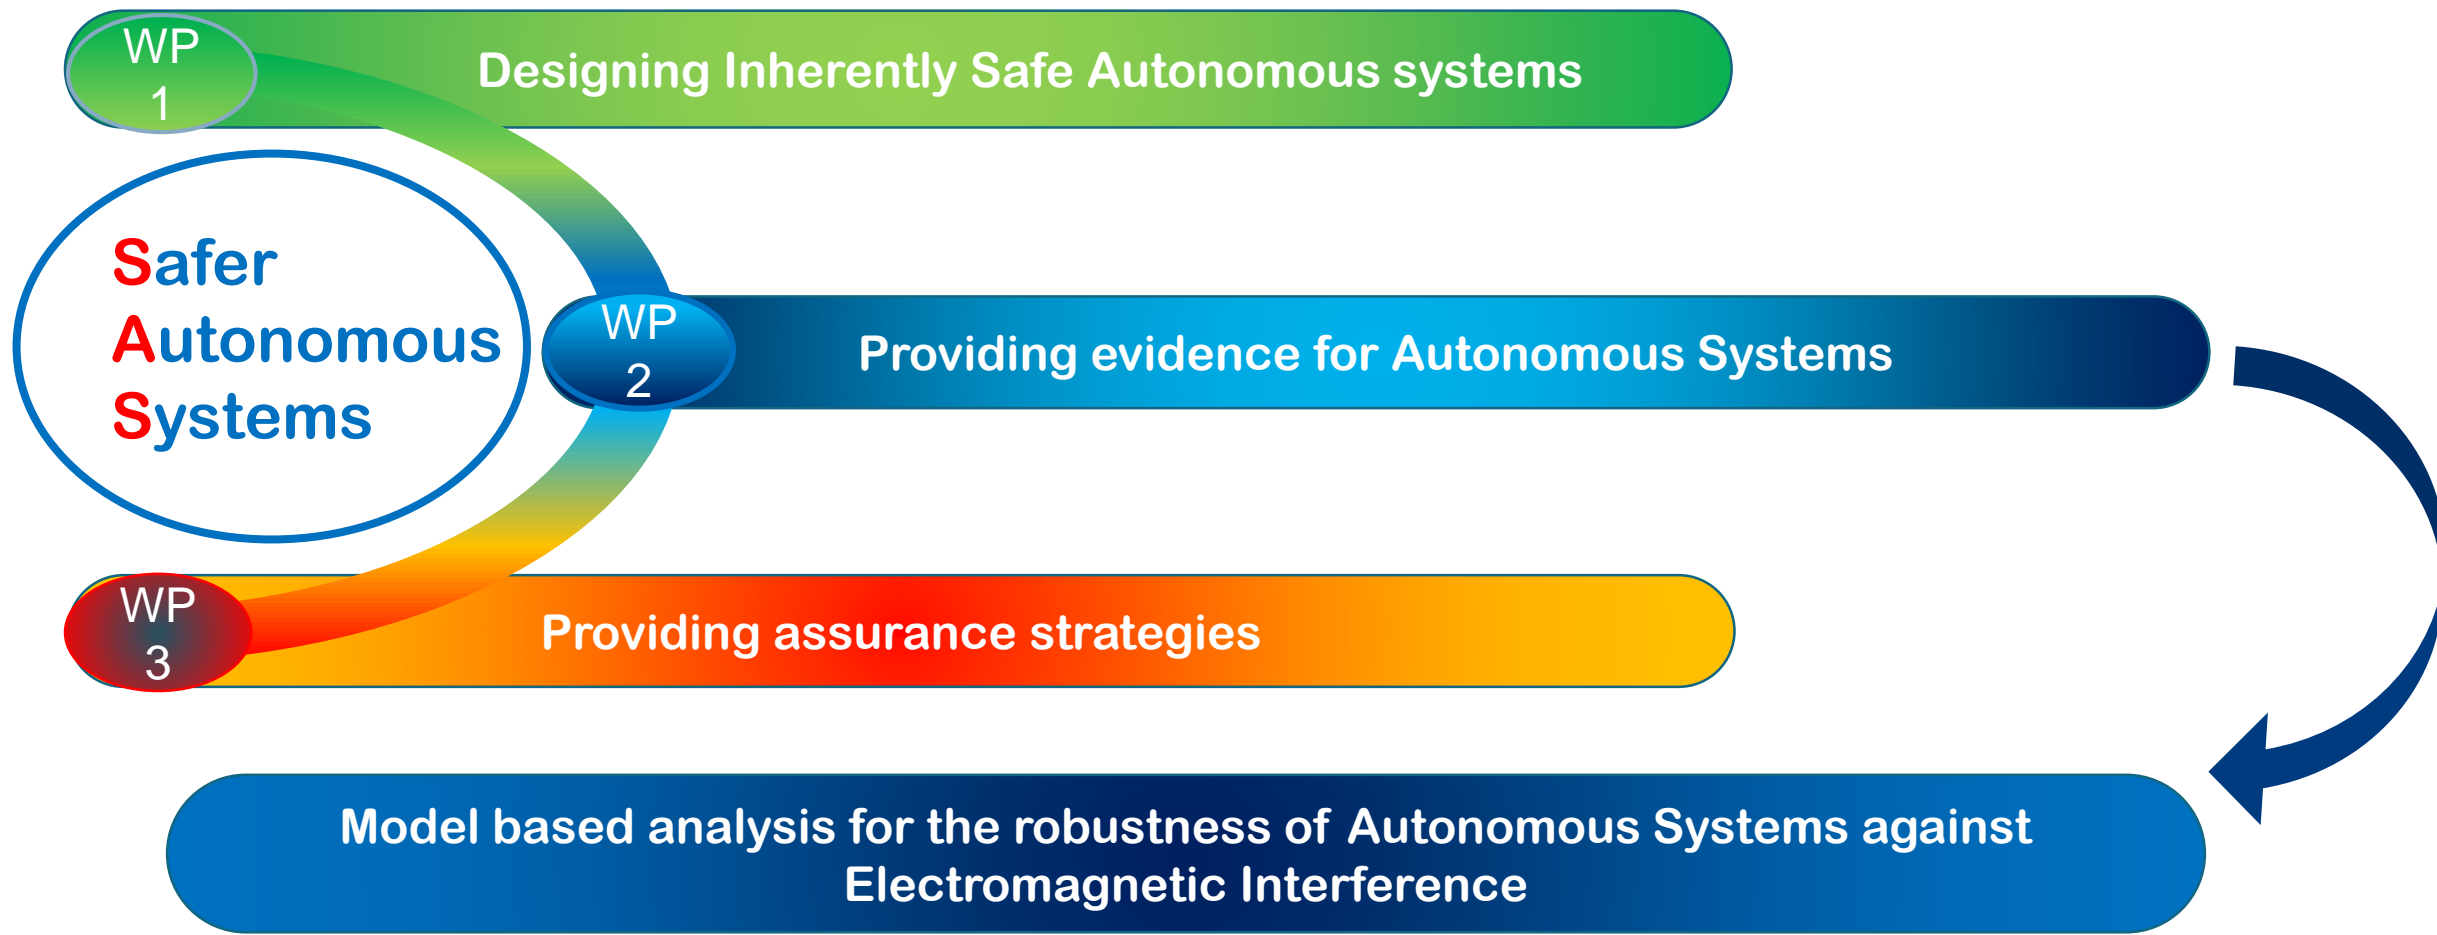 WP
1
Designing Inherently Safe Autonomous systems
Safer
Autonomous
Systems
WP
2
Providing evidence for Autonomous Systems
WP
3
Providing assurance strategies
Model based analysis for the robustness of Autonomous Systems against
Electromagnetic Interference